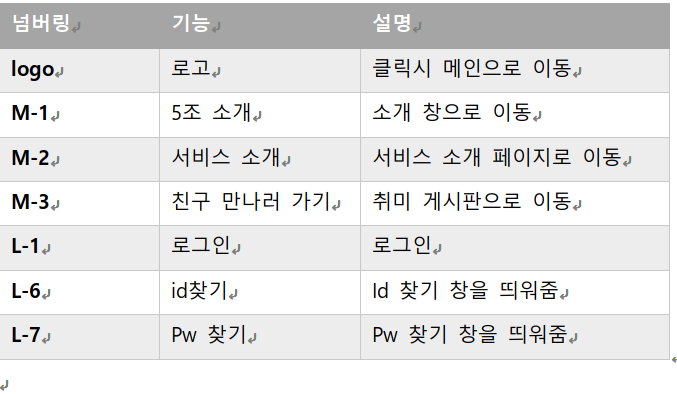 넘버링 기능 설명
logo 로고 클릭시 메인으로 이동
M-1 5조 소개 소개 창으로 이동
M-2 서비스 소개 서비스 소개 페이지로 이동
M-3 친구 만나러 가기 취미 게시판으로 이동
L-1 로그인 로그인
L-6 id찾기 Id 찾기 창을 띄워줌
L-7 Pw 찾기 Pw 찾기 창을 띄워줌